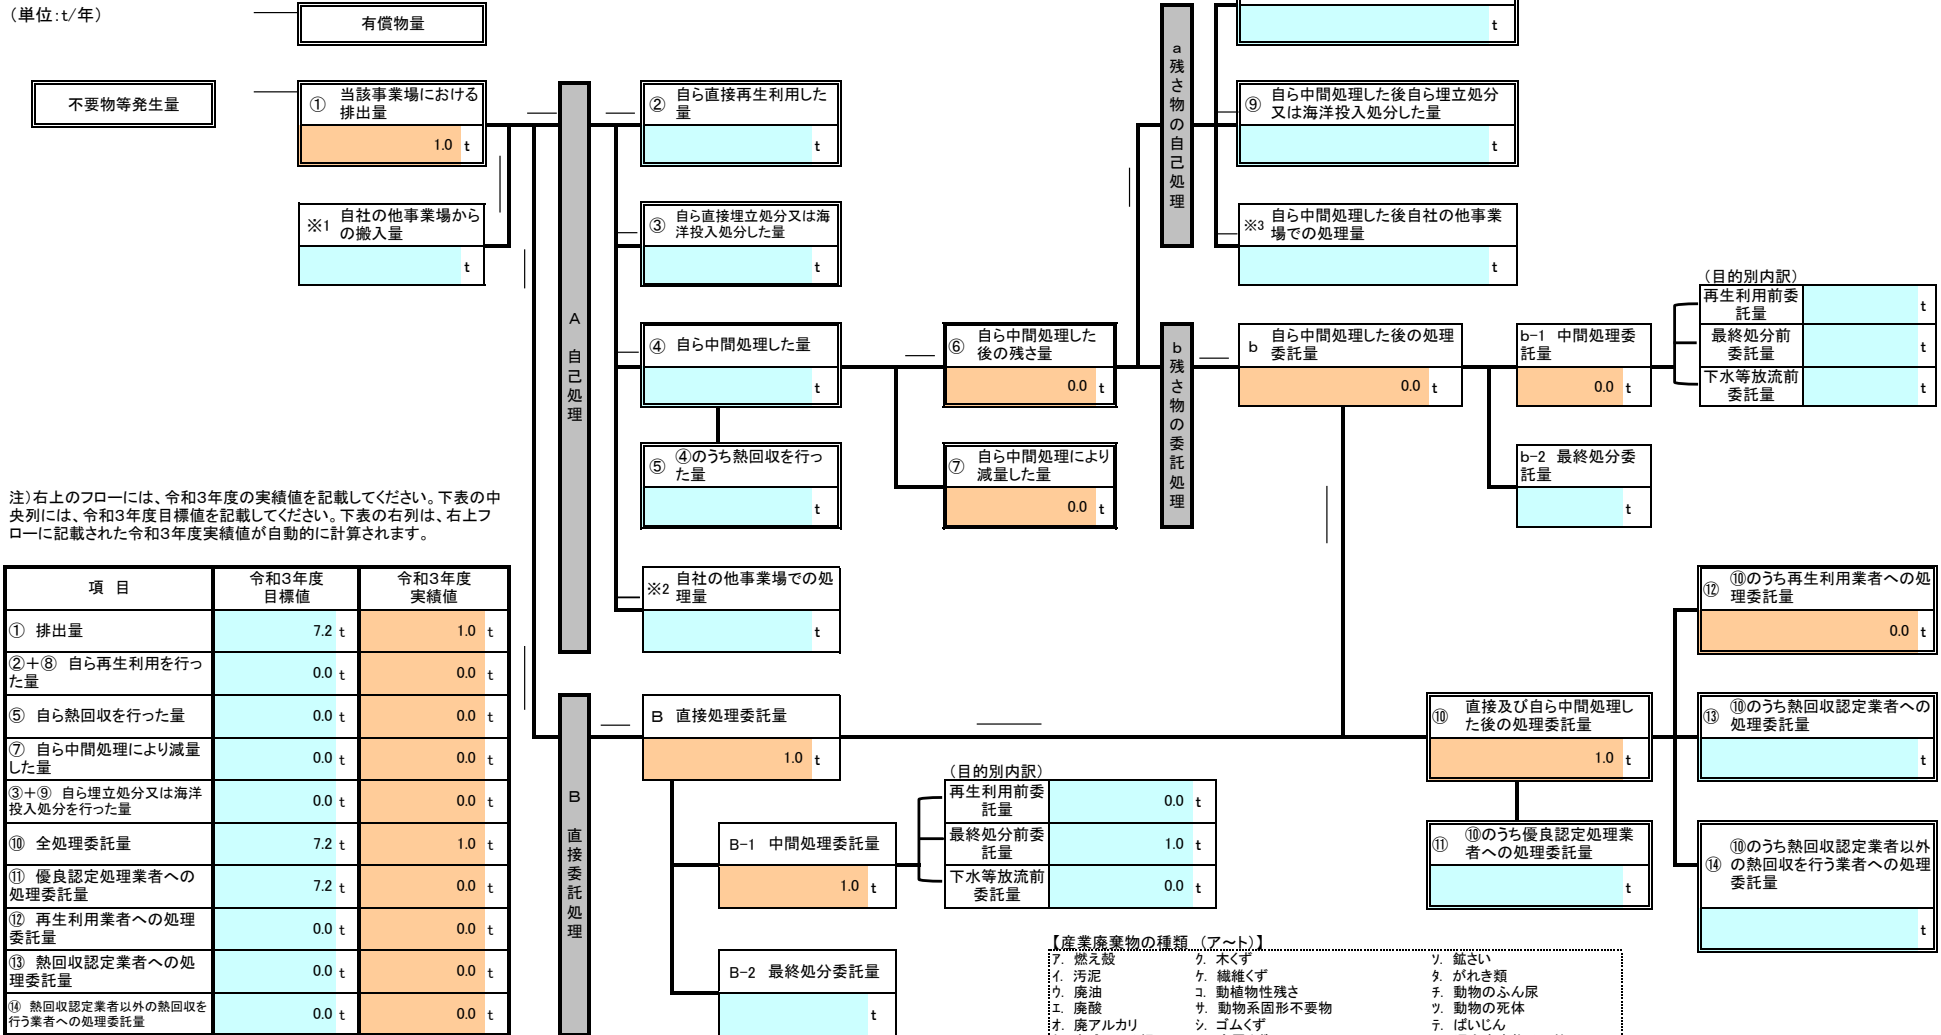 (単位:t/年)
有償物量
不要物等発生量
① 当該事業場における
排出量
1.0 t
※1 自社の他事業場から
の搬入量
t
A 自己処理
② 自ら直接再生利用した
量
t
③ 自ら直接埋立処分又は海
洋投入処分した量
t
④ 自ら中間処理した量
t
⑤ ④のうち熱回収を行っ
た量
t
※2 自社の他事業場での処
理量
t
⑥ 自ら中間処理した
後の残さ量
0.0 t
⑦ 自ら中間処理により
減量した量
0.0 t
a 残さ物の自己処理
t
⑨ 自ら中間処理した後自ら埋立処分
又は海洋投入処分した量
t
※3 自ら中間処理した後自社の他事業
場での処理量
t
b 残さ物の委託処理
b 自ら中間処理した後の処理
委託量
0.0 t
b-1 中間処理委
託量
0.0 t
b-2 最終処分委
託量
t
(目的別内訳)
再生利用前委
託量
t
最終処分前
委託量
t
下水等放流前
委託量
t
注)右上のフローには、令和3年度の実績値を記載してください。下表の中
央列には、令和3年度目標値を記載してください。下表の右列は、右上フ
ローに記載された令和3年度実績値が自動的に計算されます。
項 目 令和3年度
目標値 令和3年度
実績値
① 排出量 7.2 t 1.0 t
②+⑧ 自ら再生利用を行っ
た量 0.0 t 0.0 t
⑤ 自ら熱回収を行った量 0.0 t 0.0 t
⑦ 自ら中間処理により減量
した量 0.0 t 0.0 t
③+⑨ 自ら埋立処分又は海洋
投入処分を行った量 0.0 t 0.0 t
⑩ 全処理委託量 7.2 t 1.0 t
⑪ 優良認定処理業者への
処理委託量 7.2 t 0.0 t
⑫ 再生利用業者への処理
委託量 0.0 t 0.0 t
⑬ 熱回収認定業者への処
理委託量 0.0 t 0.0 t
⑭ 熱回収認定業者以外の熱回収を
行う業者への処理委託量 0.0 t 0.0 t
B 直接委託処理
B 直接処理委託量
1.0 t
B-1 中間処理委託量
1.0 t
B-2 最終処分委託量
t
(目的別内訳)
再生利用前委
託量
0.0 t
最終処分前委
託量
1.0 t
下水等放流前
委託量
0.0 t
⑩ 直接及び自ら中間処理し
た後の処理委託量
1.0 t
⑪ ⑩のうち優良認定処理業
者への処理委託量
t
⑫ ⑩のうち再生利用業者への処
理委託量
0.0 t
⑬ ⑩のうち熱回収認定業者への
処理委託量
t
⑭ ⑩のうち熱回収認定業者以外
の熱回収を行う業者への処理
委託量
t
【産業廃棄物の種類 (ア~ト)】
ア. 燃え殻 ク. 木くず ソ. 鉱さい
イ. 汚泥 ケ. 繊維くず タ. がれき類
ウ. 廃油 コ. 動植物性残さ チ. 動物のふん尿
エ. 廃酸 サ. 動物系固形不要物 ツ. 動物の死体
オ. 廃アルカリ シ. ゴムくず テ. ばいじん